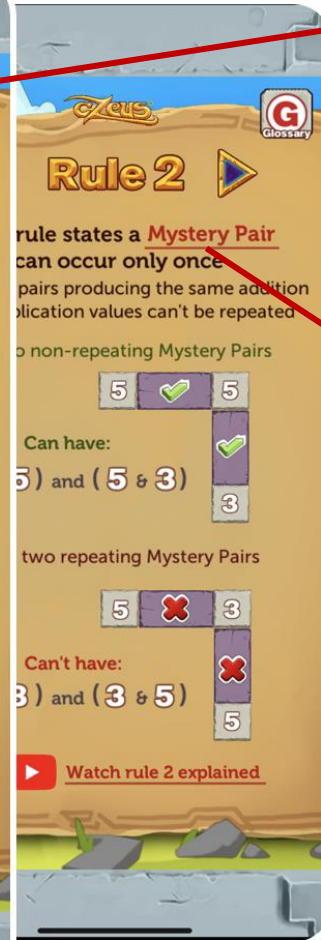 cZeus
G
Glossary
Rule 2
rule states a Mystery Pair
can occur only once
pairs producing the same addition
plication values can't be repeated
o non-repeating Mystery Pairs
5 5
Can have:
5) and (5 & 3)
3
two repeating Mystery Pairs
5 3
Can't have:
3) and (3 & 5)
5
Watch rule 2 explained